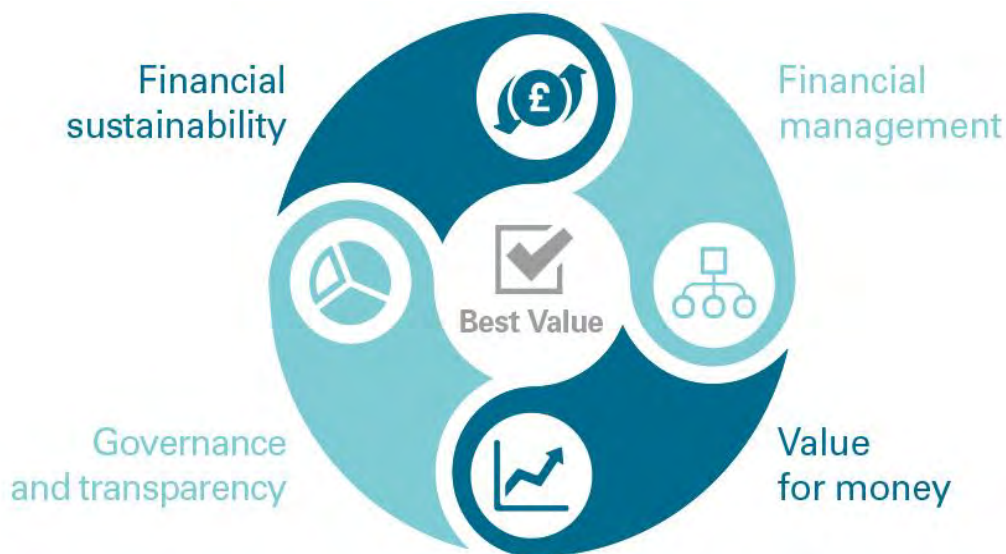 Financial
sustainability
Financial
management
£
Best Value
Governance
and transparency
Value
for money